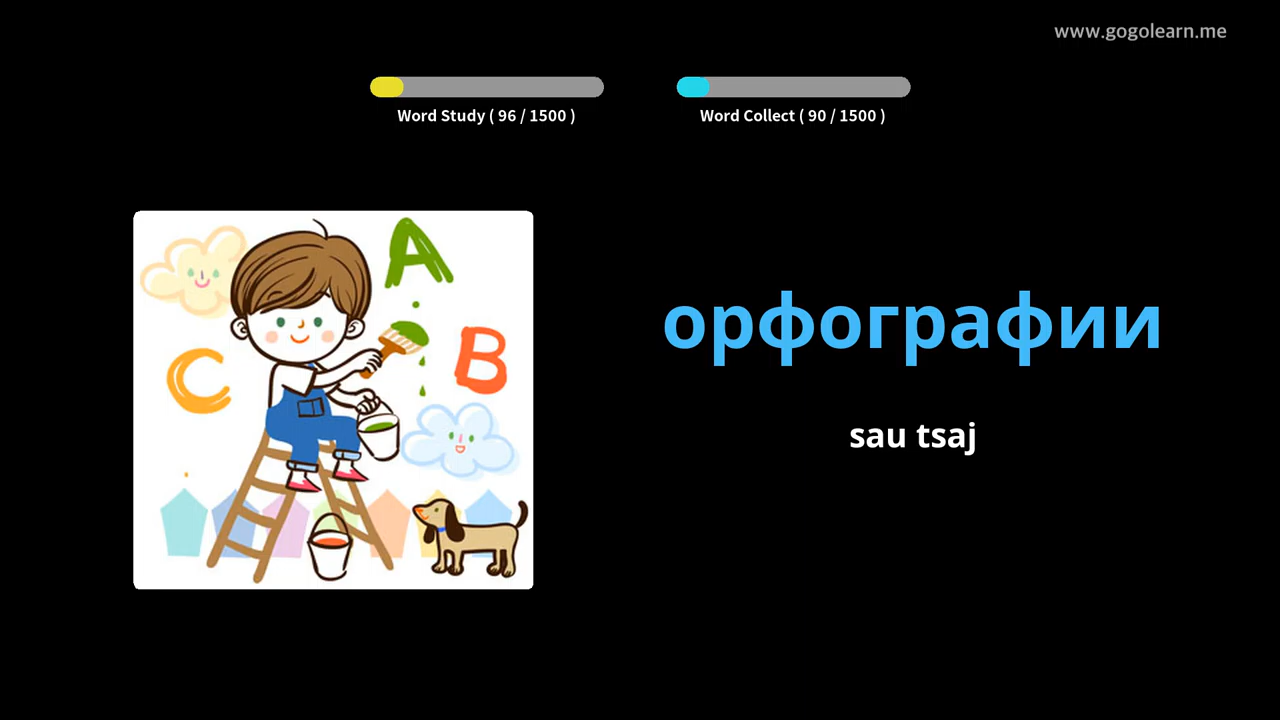 www.gogolearn.me
Word Study ( 96 / 1500 )
Word Collect ( 90 / 1500 )
A
B
C
орфографии
sau tsaj